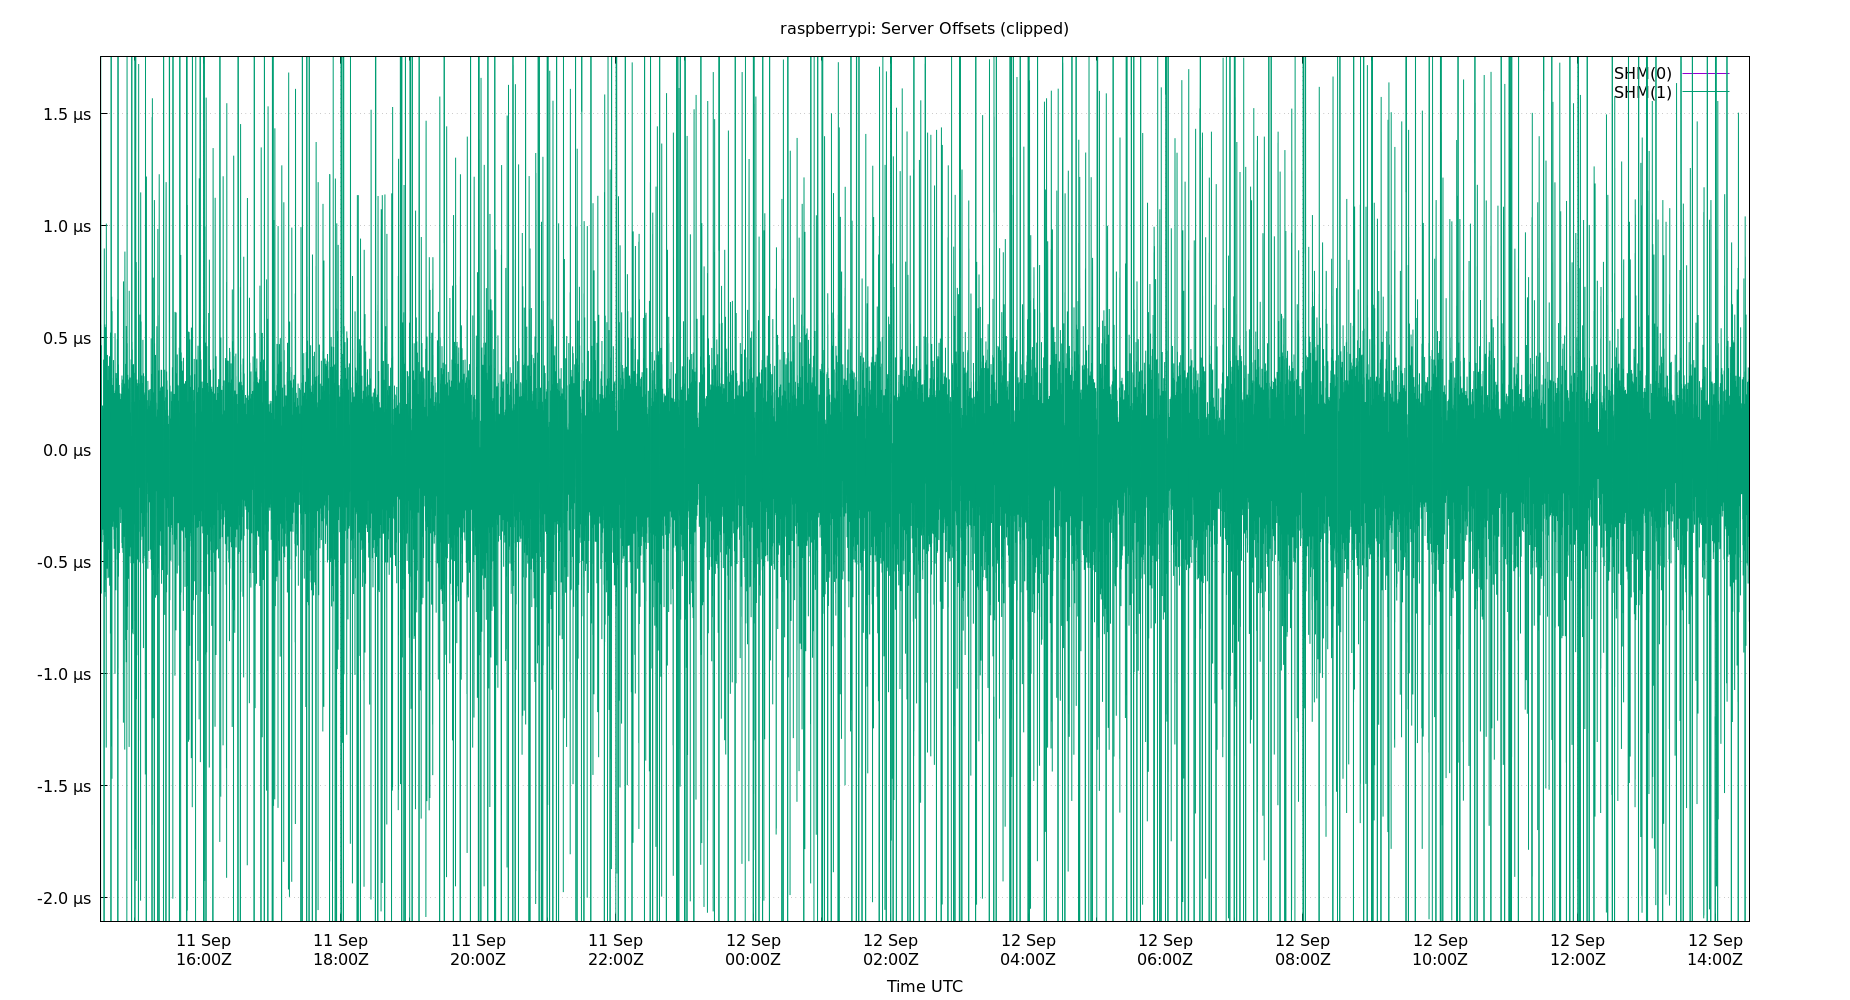 raspberrypi: Server Offsets (clipped)
SHM(0)
SHM(1)
1.5 µs
1.0 µs
0.5 µs
0.0 µs
-0.5 µs
-1.0 µs
-1.5 µs
-2.0 µs
11 Sep 11 Sep 11 Sep 11 Sep 12 Sep 12 Sep 12 Sep 12 Sep 12 Sep 12 Sep 12 Sep 12 Sep
16:00Z 18:00Z 20:00Z 22:00Z 00:00Z 02:00Z 04:00Z 06:00Z 08:00Z 10:00Z 12:00Z 14:00Z
Time UTC